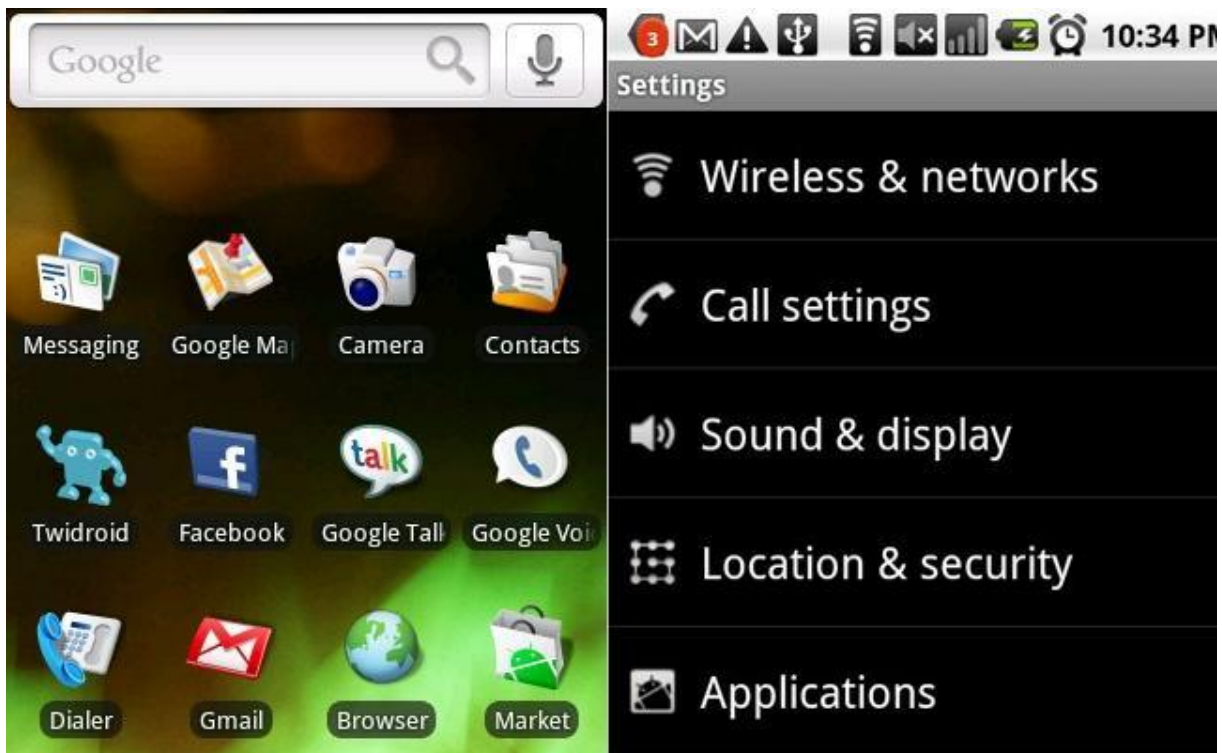 Google
Messaging Google Ma Camera Contacts
talk
Twidroid Facebook Google Talk Google Voi
Dialer Gmail Browser Market
3 10:34 PM
Settings
Wireless & networks
Call settings
Sound & display
Location & security
Applications